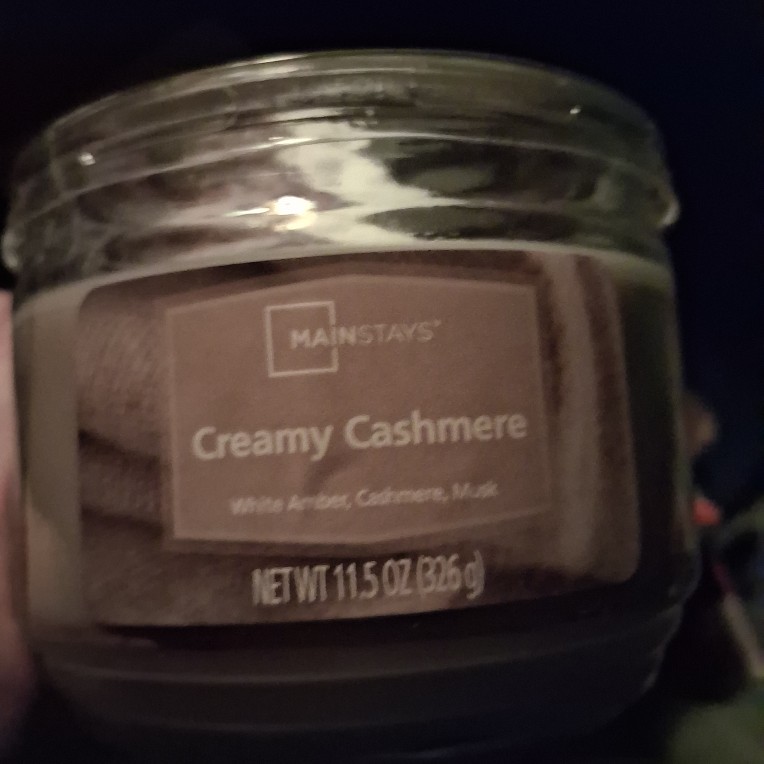 MAINSTAYS
Creamy Cashmere
White Amber, Cashmere, Musk
NET WT 11.5 OZ (326 g)